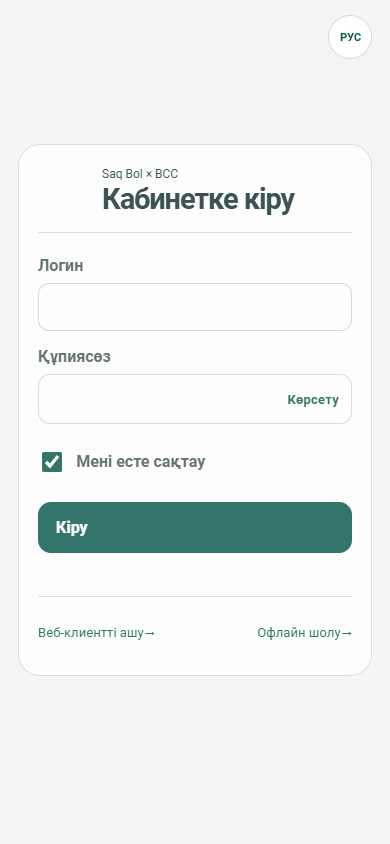 РУС
Saq Bol × BCC
Кабинетке кіру
Логин
Құпиясөз
Көрсету
Мені есте сақтау
Кіру
Веб-клиентті ашу→ Офлайн шолу→